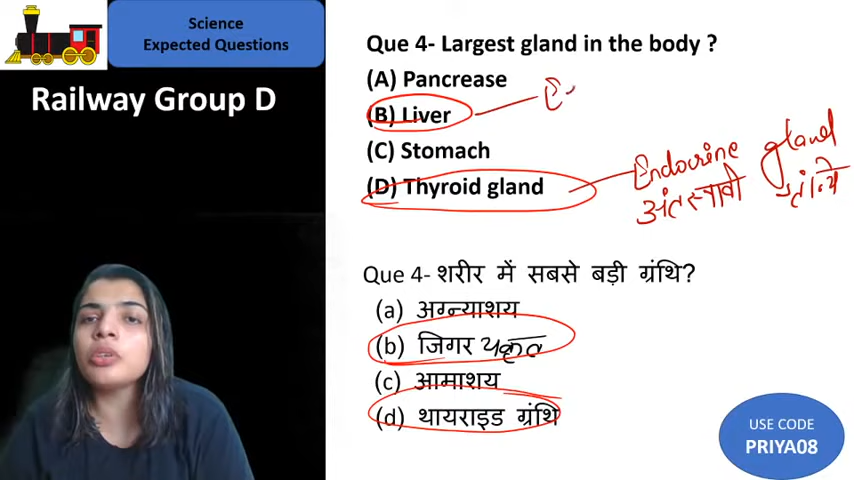 Science
Expected Questions
Railway Group D
Que 4- Largest gland in the body ?
(A) Pancrease
(B) Liver
(C) Stomach
(D) Thyroid gland
Endocrine gland
अंतस्त्रावी
Que 4- शरीर में सबसे बड़ी ग्रंथि?
(a) अग्न्याशय
(b) जिगर यकृत
(c) आमाशय
(d) थायराइड ग्रंथि
USE CODE
PRIYA08